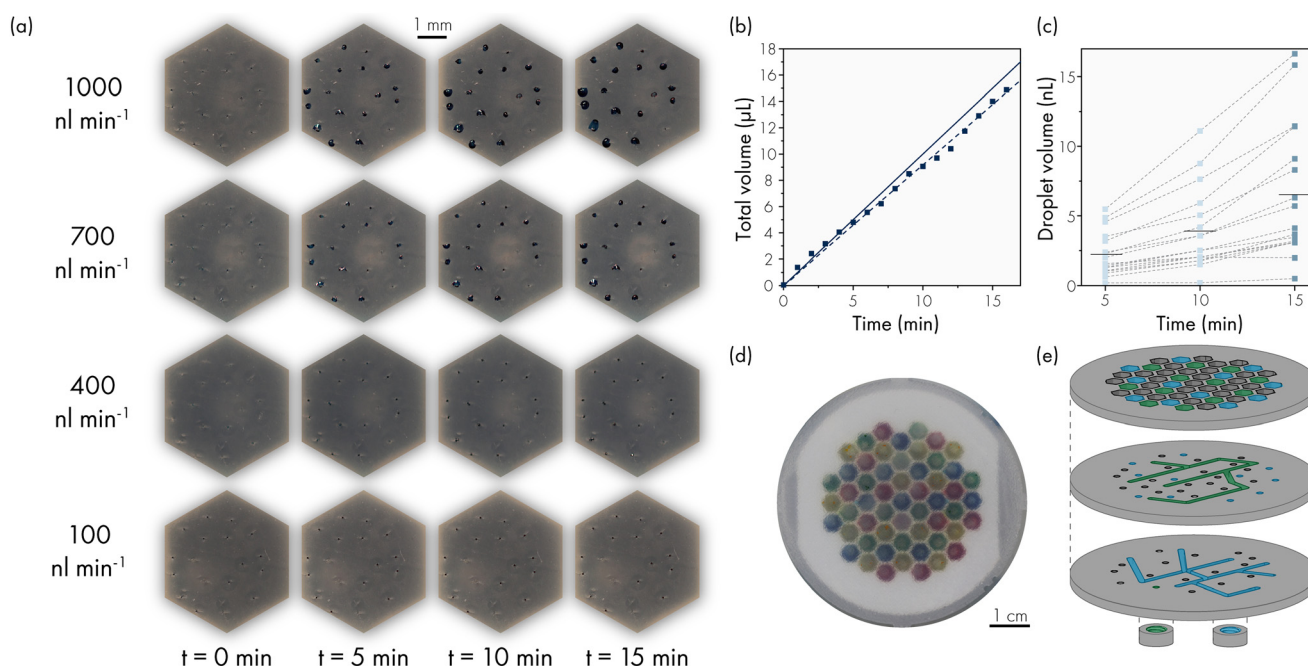 (a)
1 mm
1000
nl min⁻¹
700
nl min⁻¹
400
nl min⁻¹
100
nl min⁻¹
t = 0 min
t = 5 min
t = 10 min
t = 15 min
(b)
Total volume (µL)
18
16
14
12
10
8
6
4
2
0
0
5
10
15
Time (min)
(c)
Droplet volume (nL)
15
10
5
0
5
10
15
Time (min)
(d)
1 cm
(e)